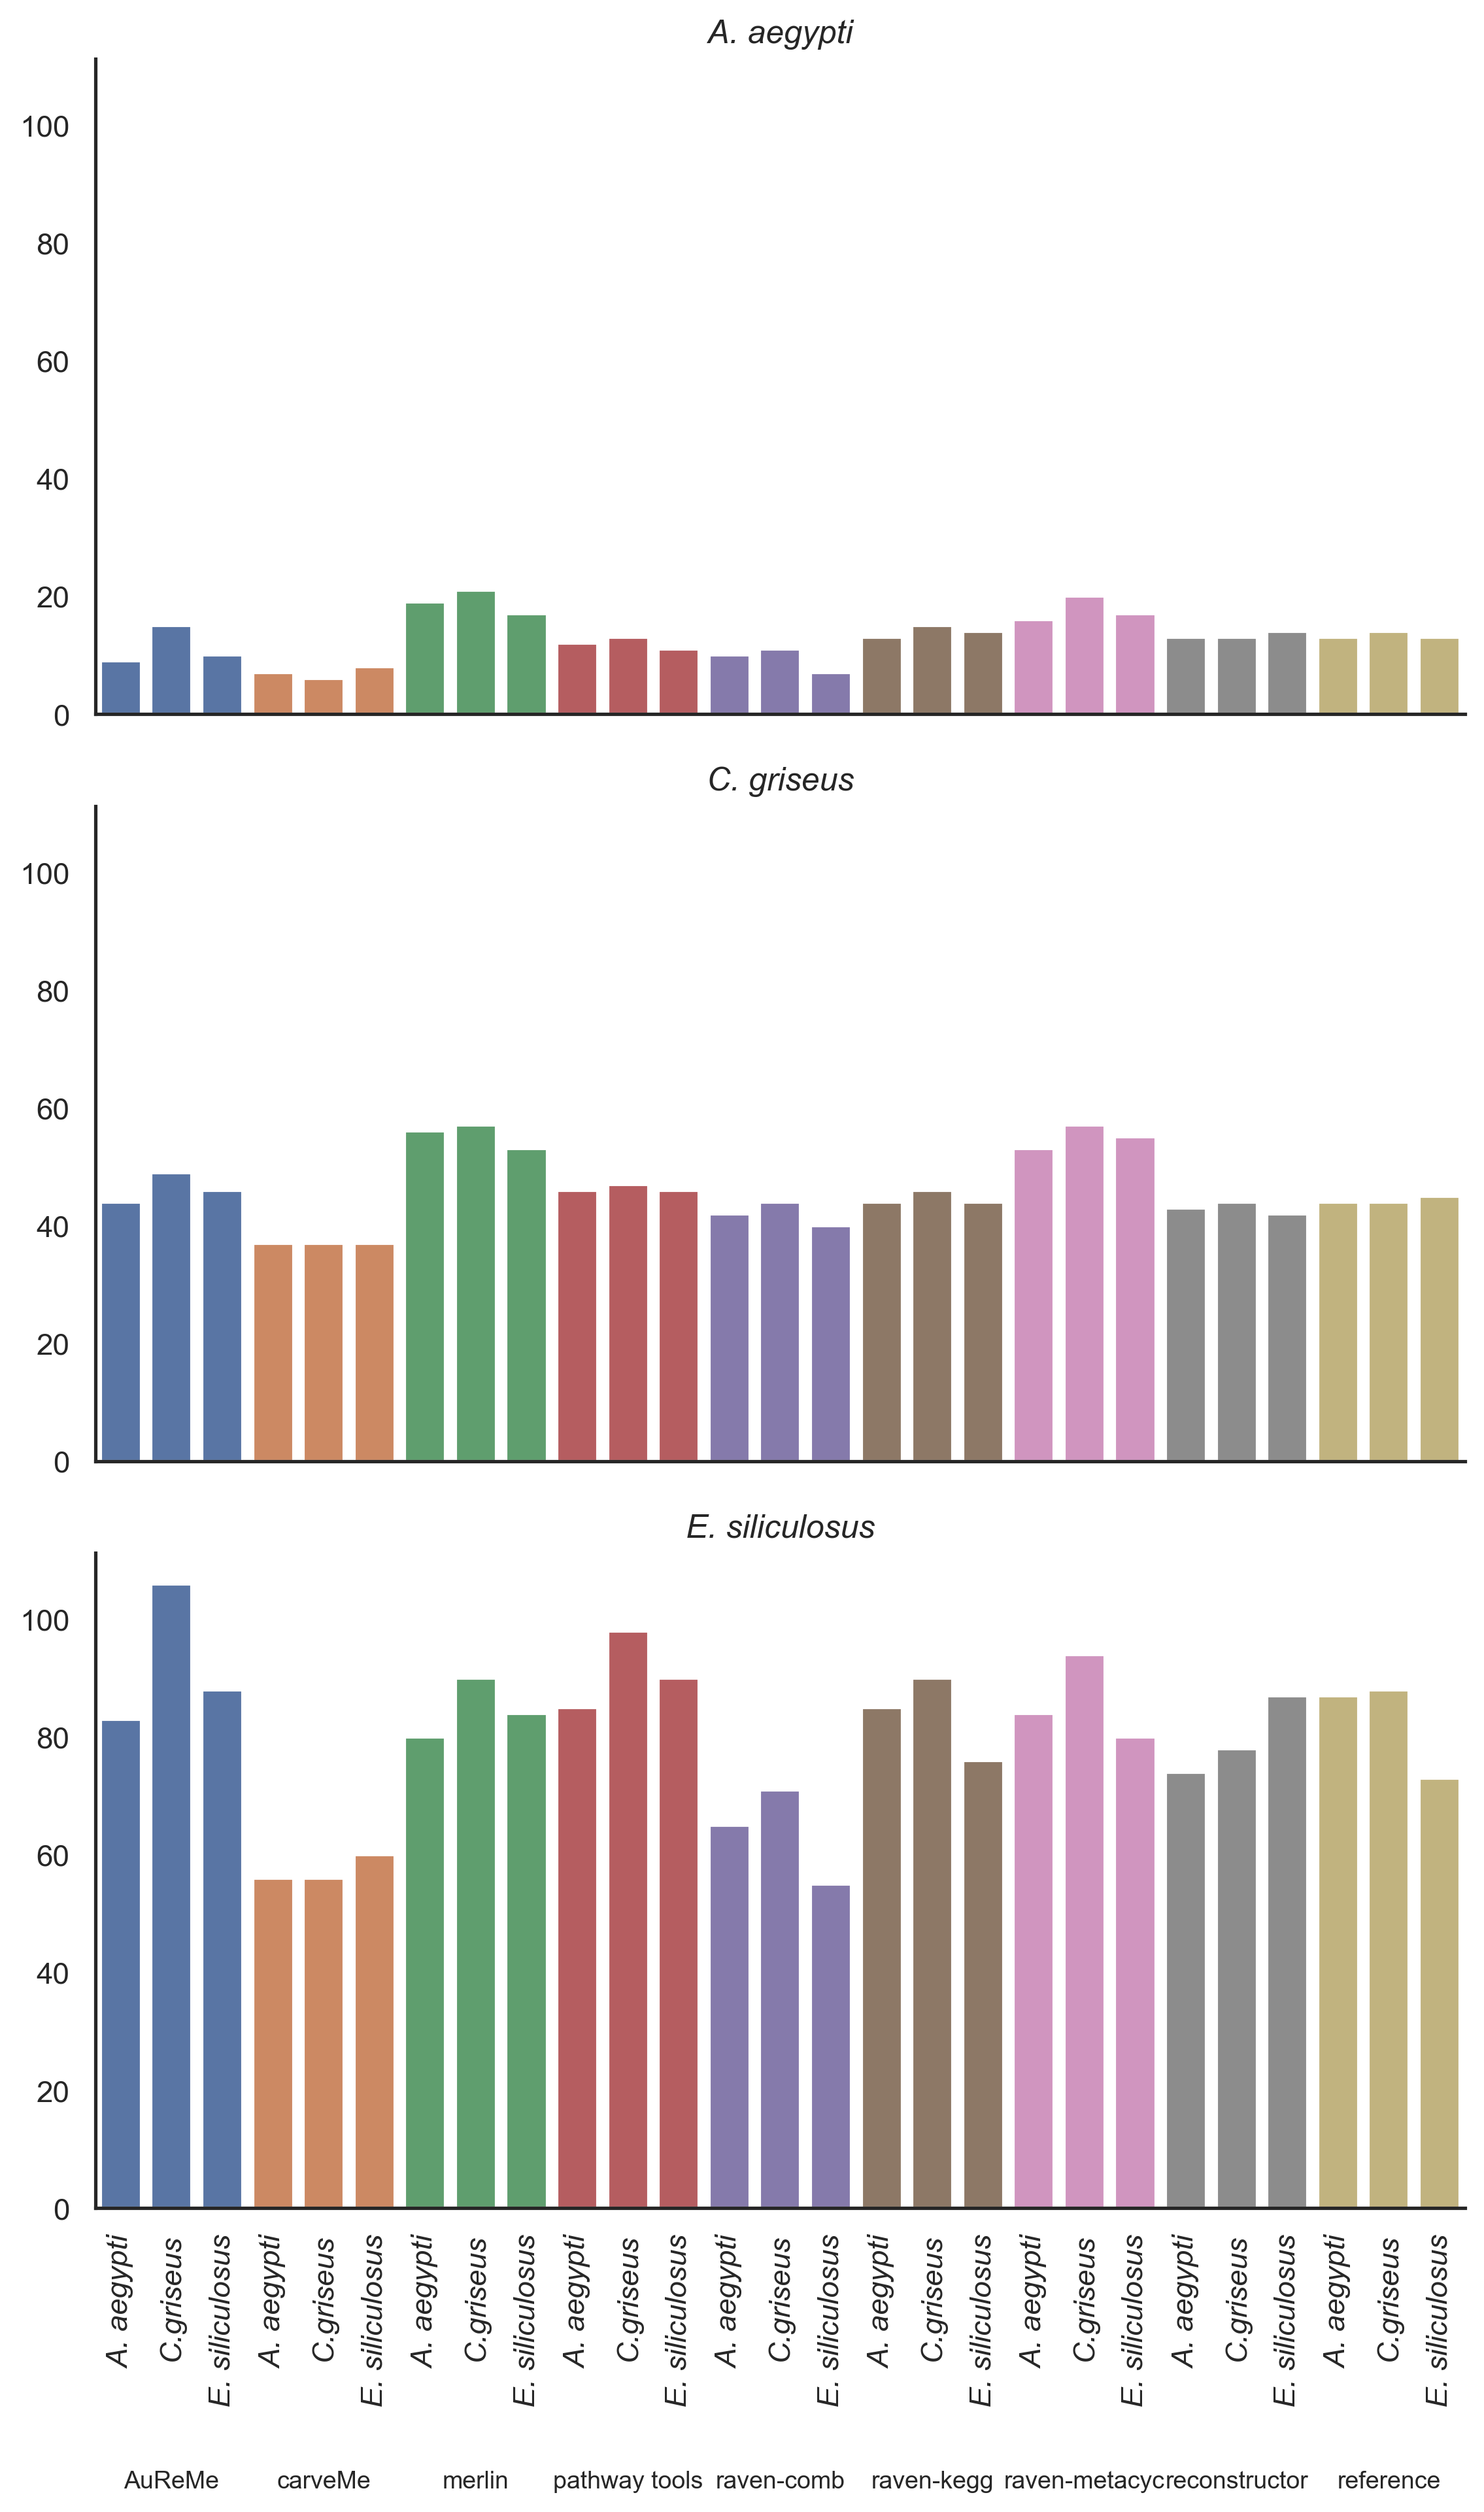 A. aegypti
100
80
60
40
20
0
C. griseus
100
80
60
40
20
0
E. siliculosus
100
80
60
40
20
0
A. aegypti
C.griseus
E. siliculosus
A. aegypti
C.griseus
E. siliculosus
A. aegypti
C.griseus
E. siliculosus
A. aegypti
C.griseus
E. siliculosus
A. aegypti
C.griseus
E. siliculosus
A. aegypti
C.griseus
E. siliculosus
A. aegypti
C.griseus
E. siliculosus
A. aegypti
C.griseus
E. siliculosus
A. aegypti
C.griseus
E. siliculosus
AuReMe carveMe merlin pathway tools raven-comb raven-kegg raven-metacyc reconstructor reference